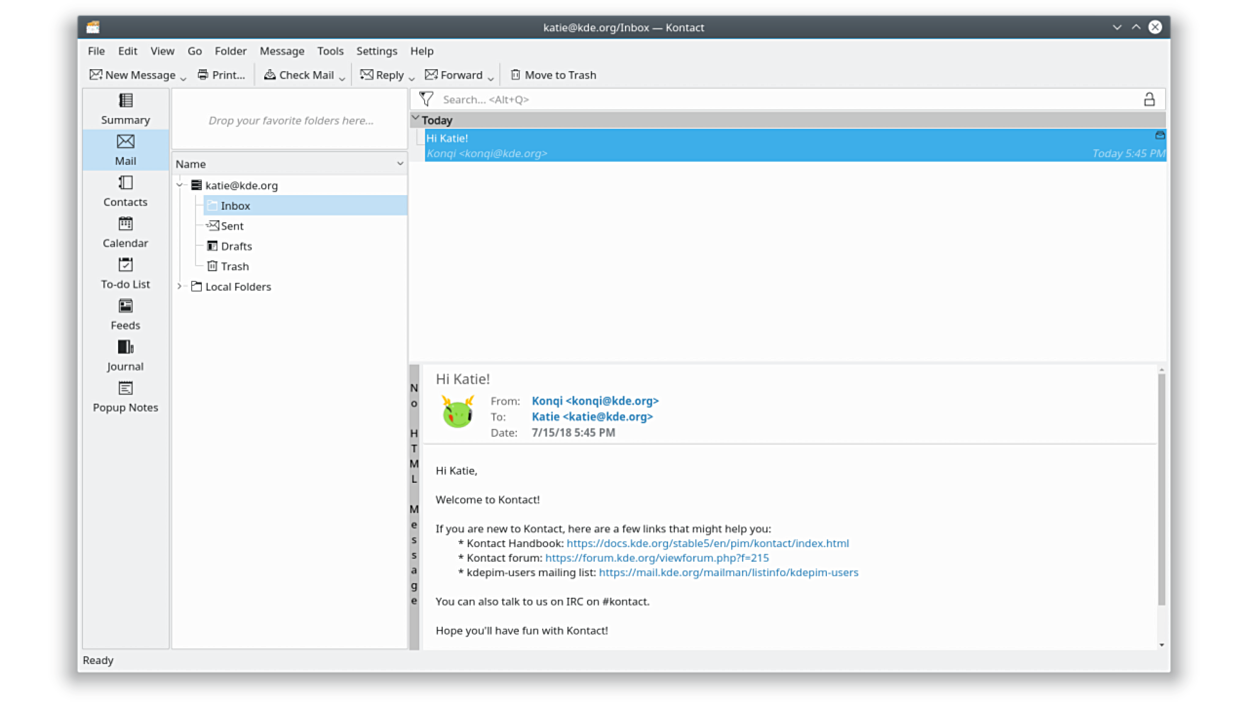 katie@kde.org/Inbox — Kontact
File Edit View Go Folder Message Tools Settings Help
New Message Print... Check Mail Reply Forward Move to Trash
Summary
Mail
Contacts
Calendar
To-do List
Feeds
Journal
Popup Notes
Drop your favorite folders here...
Name
katie@kde.org
Inbox
Sent
Drafts
Trash
Local Folders
Search... <Alt+Q>
Today
Hi Katie!
Konqi <konqi@kde.org> Today 5:45 PM
No HTML Message
Hi Katie!
From: Konqi <konqi@kde.org>
To: Katie <katie@kde.org>
Date: 7/15/18 5:45 PM
Hi Katie,
Welcome to Kontact!
If you are new to Kontact, here are a few links that might help you:
* Kontact Handbook: https://docs.kde.org/stable5/en/pim/kontact/index.html
* Kontact forum: https://forum.kde.org/viewforum.php?f=215
* kdepim-users mailing list: https://mail.kde.org/mailman/listinfo/kdepim-users
You can also talk to us on IRC on #kontact.
Hope you'll have fun with Kontact!
Ready